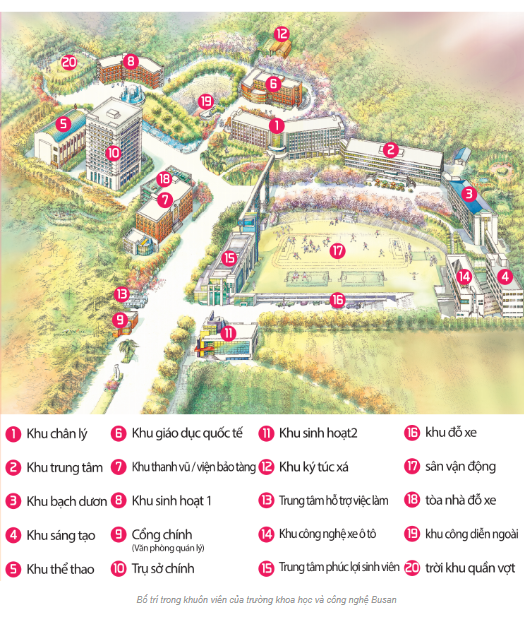 20
8
12
6
19
5
1
10
2
18
7
3
17
15
14
4
13
16
9
11
1 Khu chân lý
2 Khu trung tâm
3 Khu bạch dươn
4 Khu sáng tạo
5 Khu thể thao
6 Khu giáo dục quốc tế
7 Khu thanh vũ / viện bảo tàng
8 Khu sinh hoạt 1
9 Cổng chính
(Văn phòng quản lý)
10 Trụ sở chính
11 Khu sinh hoạt2
12 Khu ký túc xá
13 Trung tâm hỗ trợ việc làm
14 Khu công nghệ xe ô tô
15 Trung tâm phúc lợi sinh viên
16 khu đỗ xe
17 sân vận động
18 tòa nhà đỗ xe
19 khu công diễn ngoài
20 trời khu quần vợt
Bố trí trong khuôn viên của trường khoa học và công nghệ Busan